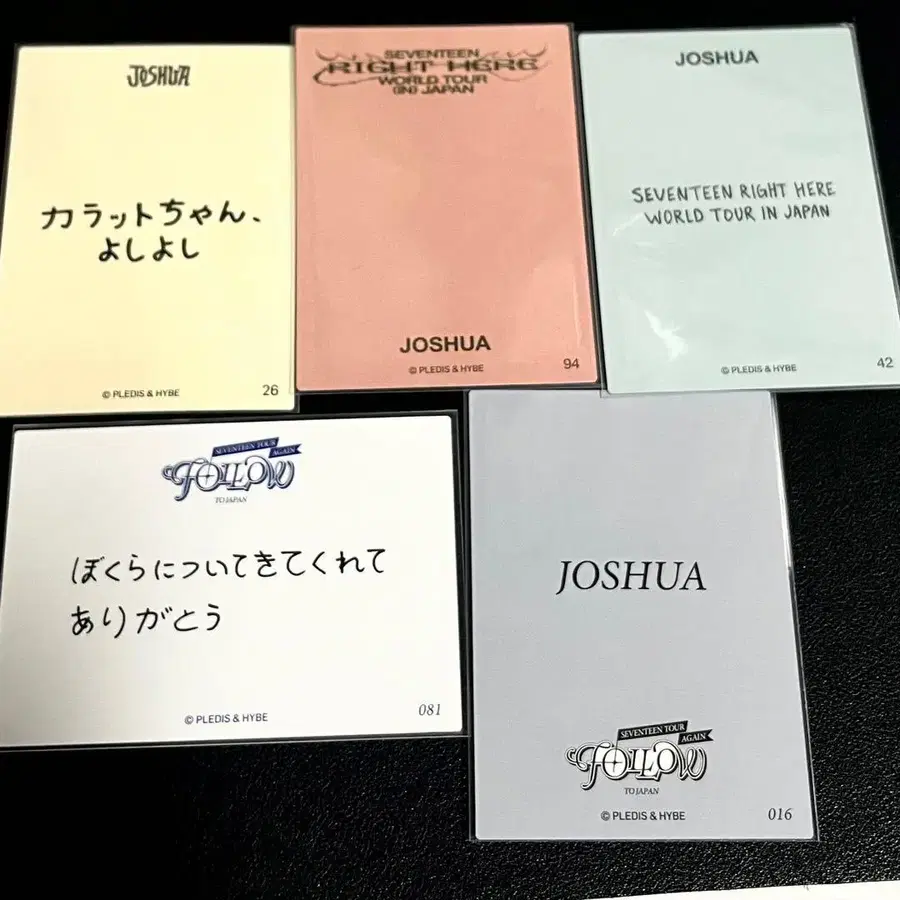 JOSHUA
カラットちゃん、
よしよし
© PLEDIS & HYBE
26
SEVENTEEN
RIGHT HERE
WORLD TOUR
(IN) JAPAN
JOSHUA
© PLEDIS & HYBE
94
JOSHUA
SEVENTEEN RIGHT HERE
WORLD TOUR IN JAPAN
© PLEDIS & HYBE
42
SEVENTEEN TOUR
AGAIN
FOLLOW
TO JAPAN
ぼくらについてきてくれて
ありがとう
© PLEDIS & HYBE
081
JOSHUA
SEVENTEEN TOUR
AGAIN
FOLLOW
TO JAPAN
© PLEDIS & HYBE
016